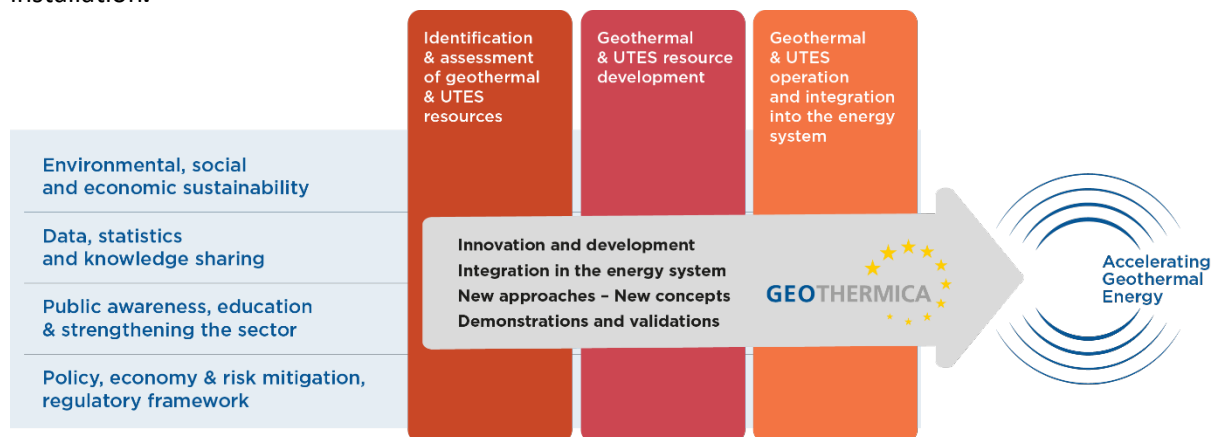 installation.
Identification
& assessment
of geothermal
& UTES
resources
Geothermal
& UTES resource
development
Geothermal
& UTES
operation
and integration
into the energy
system
Environmental, social
and economic sustainability
Data, statistics
and knowledge sharing
Public awareness, education
& strengthening the sector
Policy, economy & risk mitigation,
regulatory framework
Innovation and development
Integration in the energy system
New approaches – New concepts
Demonstrations and validations
GEOTHERMICA
Accelerating
Geothermal
Energy